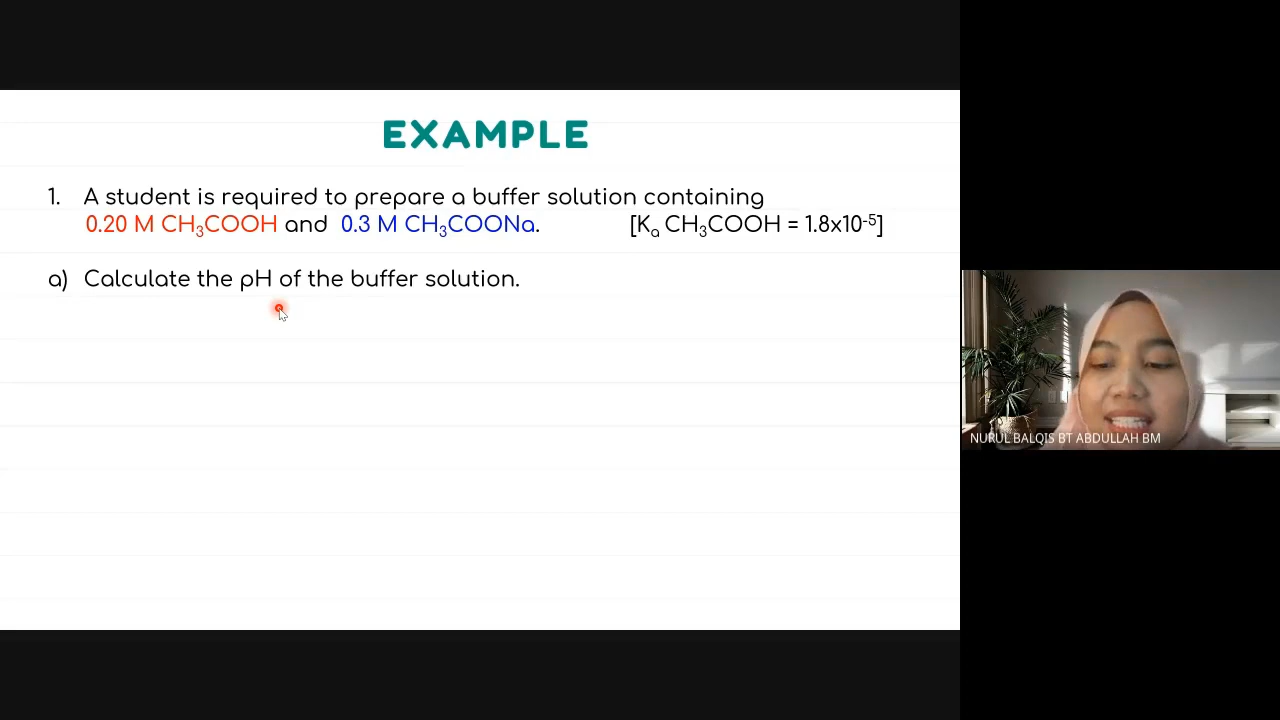 EXAMPLE
1. A student is required to prepare a buffer solution containing
0.20 M CH₃COOH and 0.3 M CH₃COONa. [Kₐ CH₃COOH = 1.8x10⁻⁵]
a) Calculate the pH of the buffer solution.
NURUL BALQIS BT ABDULLAH BM